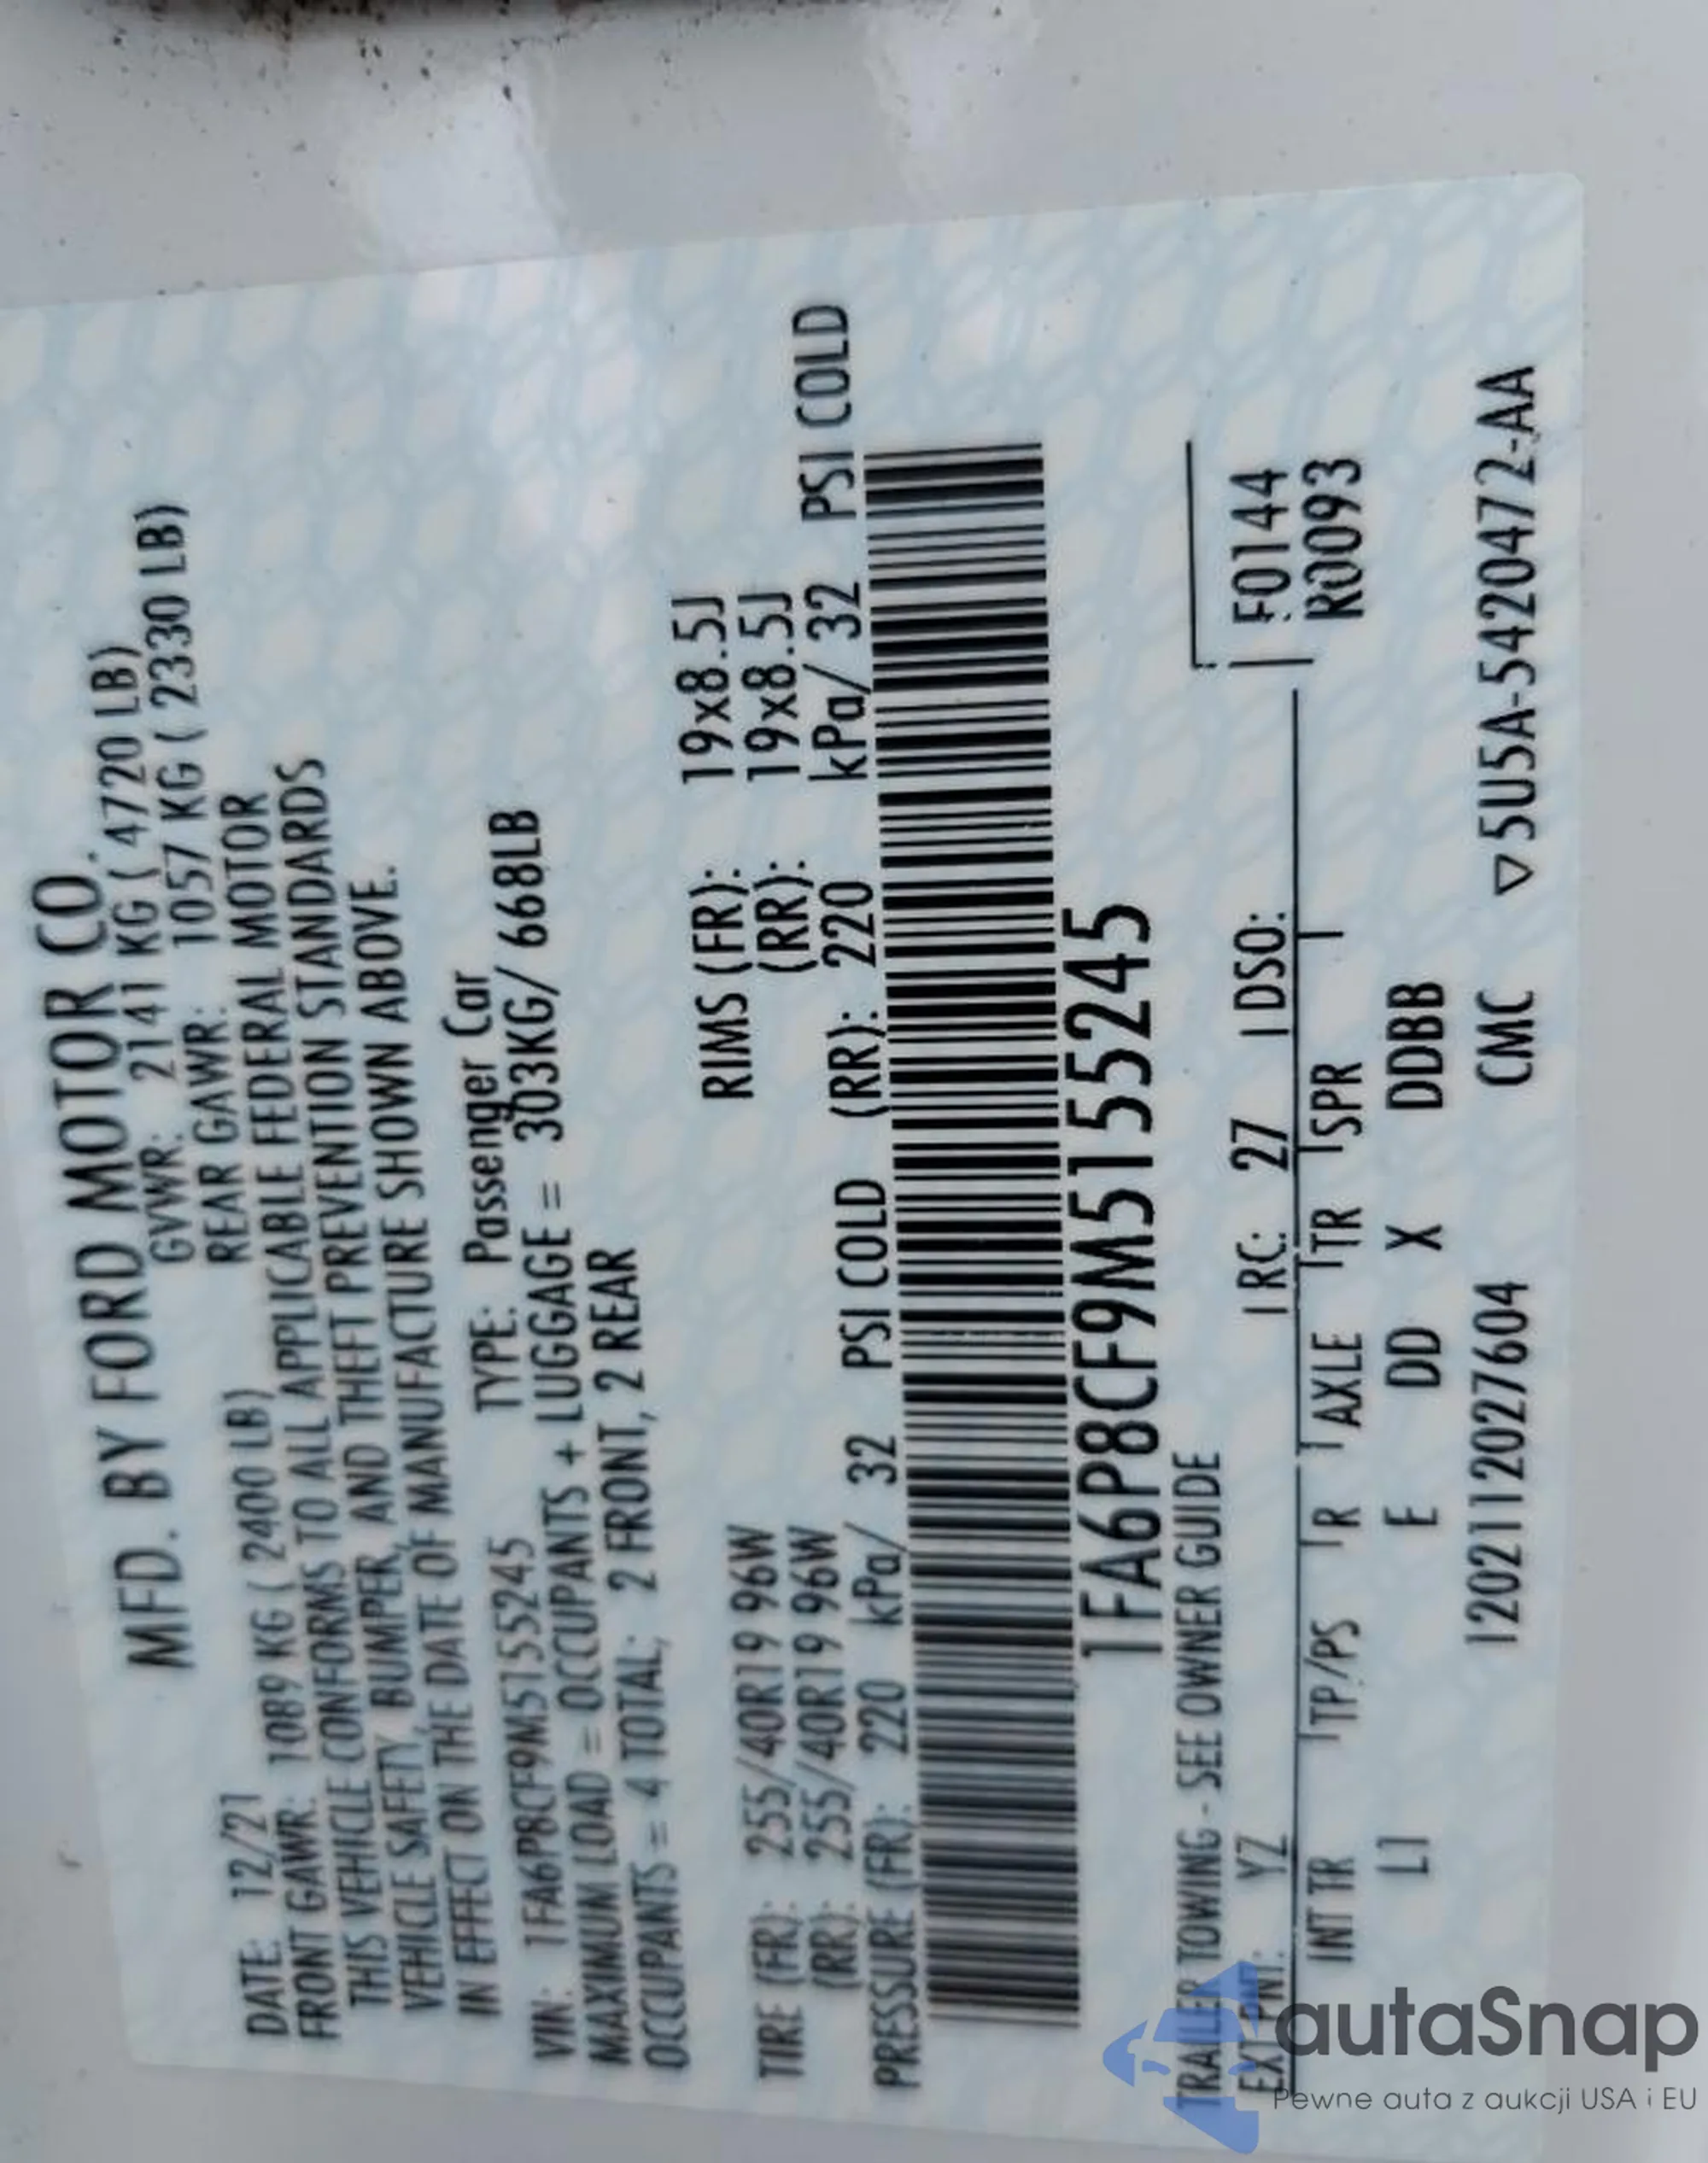 MFD. BY FORD MOTOR CO.
DATE: 12/21 GVWR: 2141 KG ( 4720 LB)
FRONT GAWR: 1089 KG ( 2400 LB) REAR GAWR: 1057 KG ( 2330 LB)
THIS VEHICLE CONFORMS TO ALL APPLICABLE FEDERAL MOTOR
VEHICLE SAFETY, BUMPER, AND THEFT PREVENTION STANDARDS
IN EFFECT ON THE DATE OF MANUFACTURE SHOWN ABOVE.
VIN: 1FA6P8CF9M5155245 TYPE: Passenger Car
MAXIMUM LOAD = OCCUPANTS + LUGGAGE = 303KG/ 668LB
OCCUPANTS = 4 TOTAL; 2 FRONT, 2 REAR
TIRE (FR): 255/40R19 96W RIMS (FR): 19x8.5J
(RR): 255/40R19 96W (RR): 19x8.5J
PRESSURE (FR): 220 kPa/ 32 PSI COLD (RR): 220 kPa/ 32 PSI COLD
1FA6P8CF9M5155245
TRAILER TOWING - SEE OWNER GUIDE
EXT PNT: YZ RC: 27 DSO: F0144
INT TR TP/PS R AXLE TR SPR R0093
L1 E DD X DDBB
1202112027604 CMC ▽5U5A-5420472-AA
autaSnap
Pewne auta z aukcji USA i EU